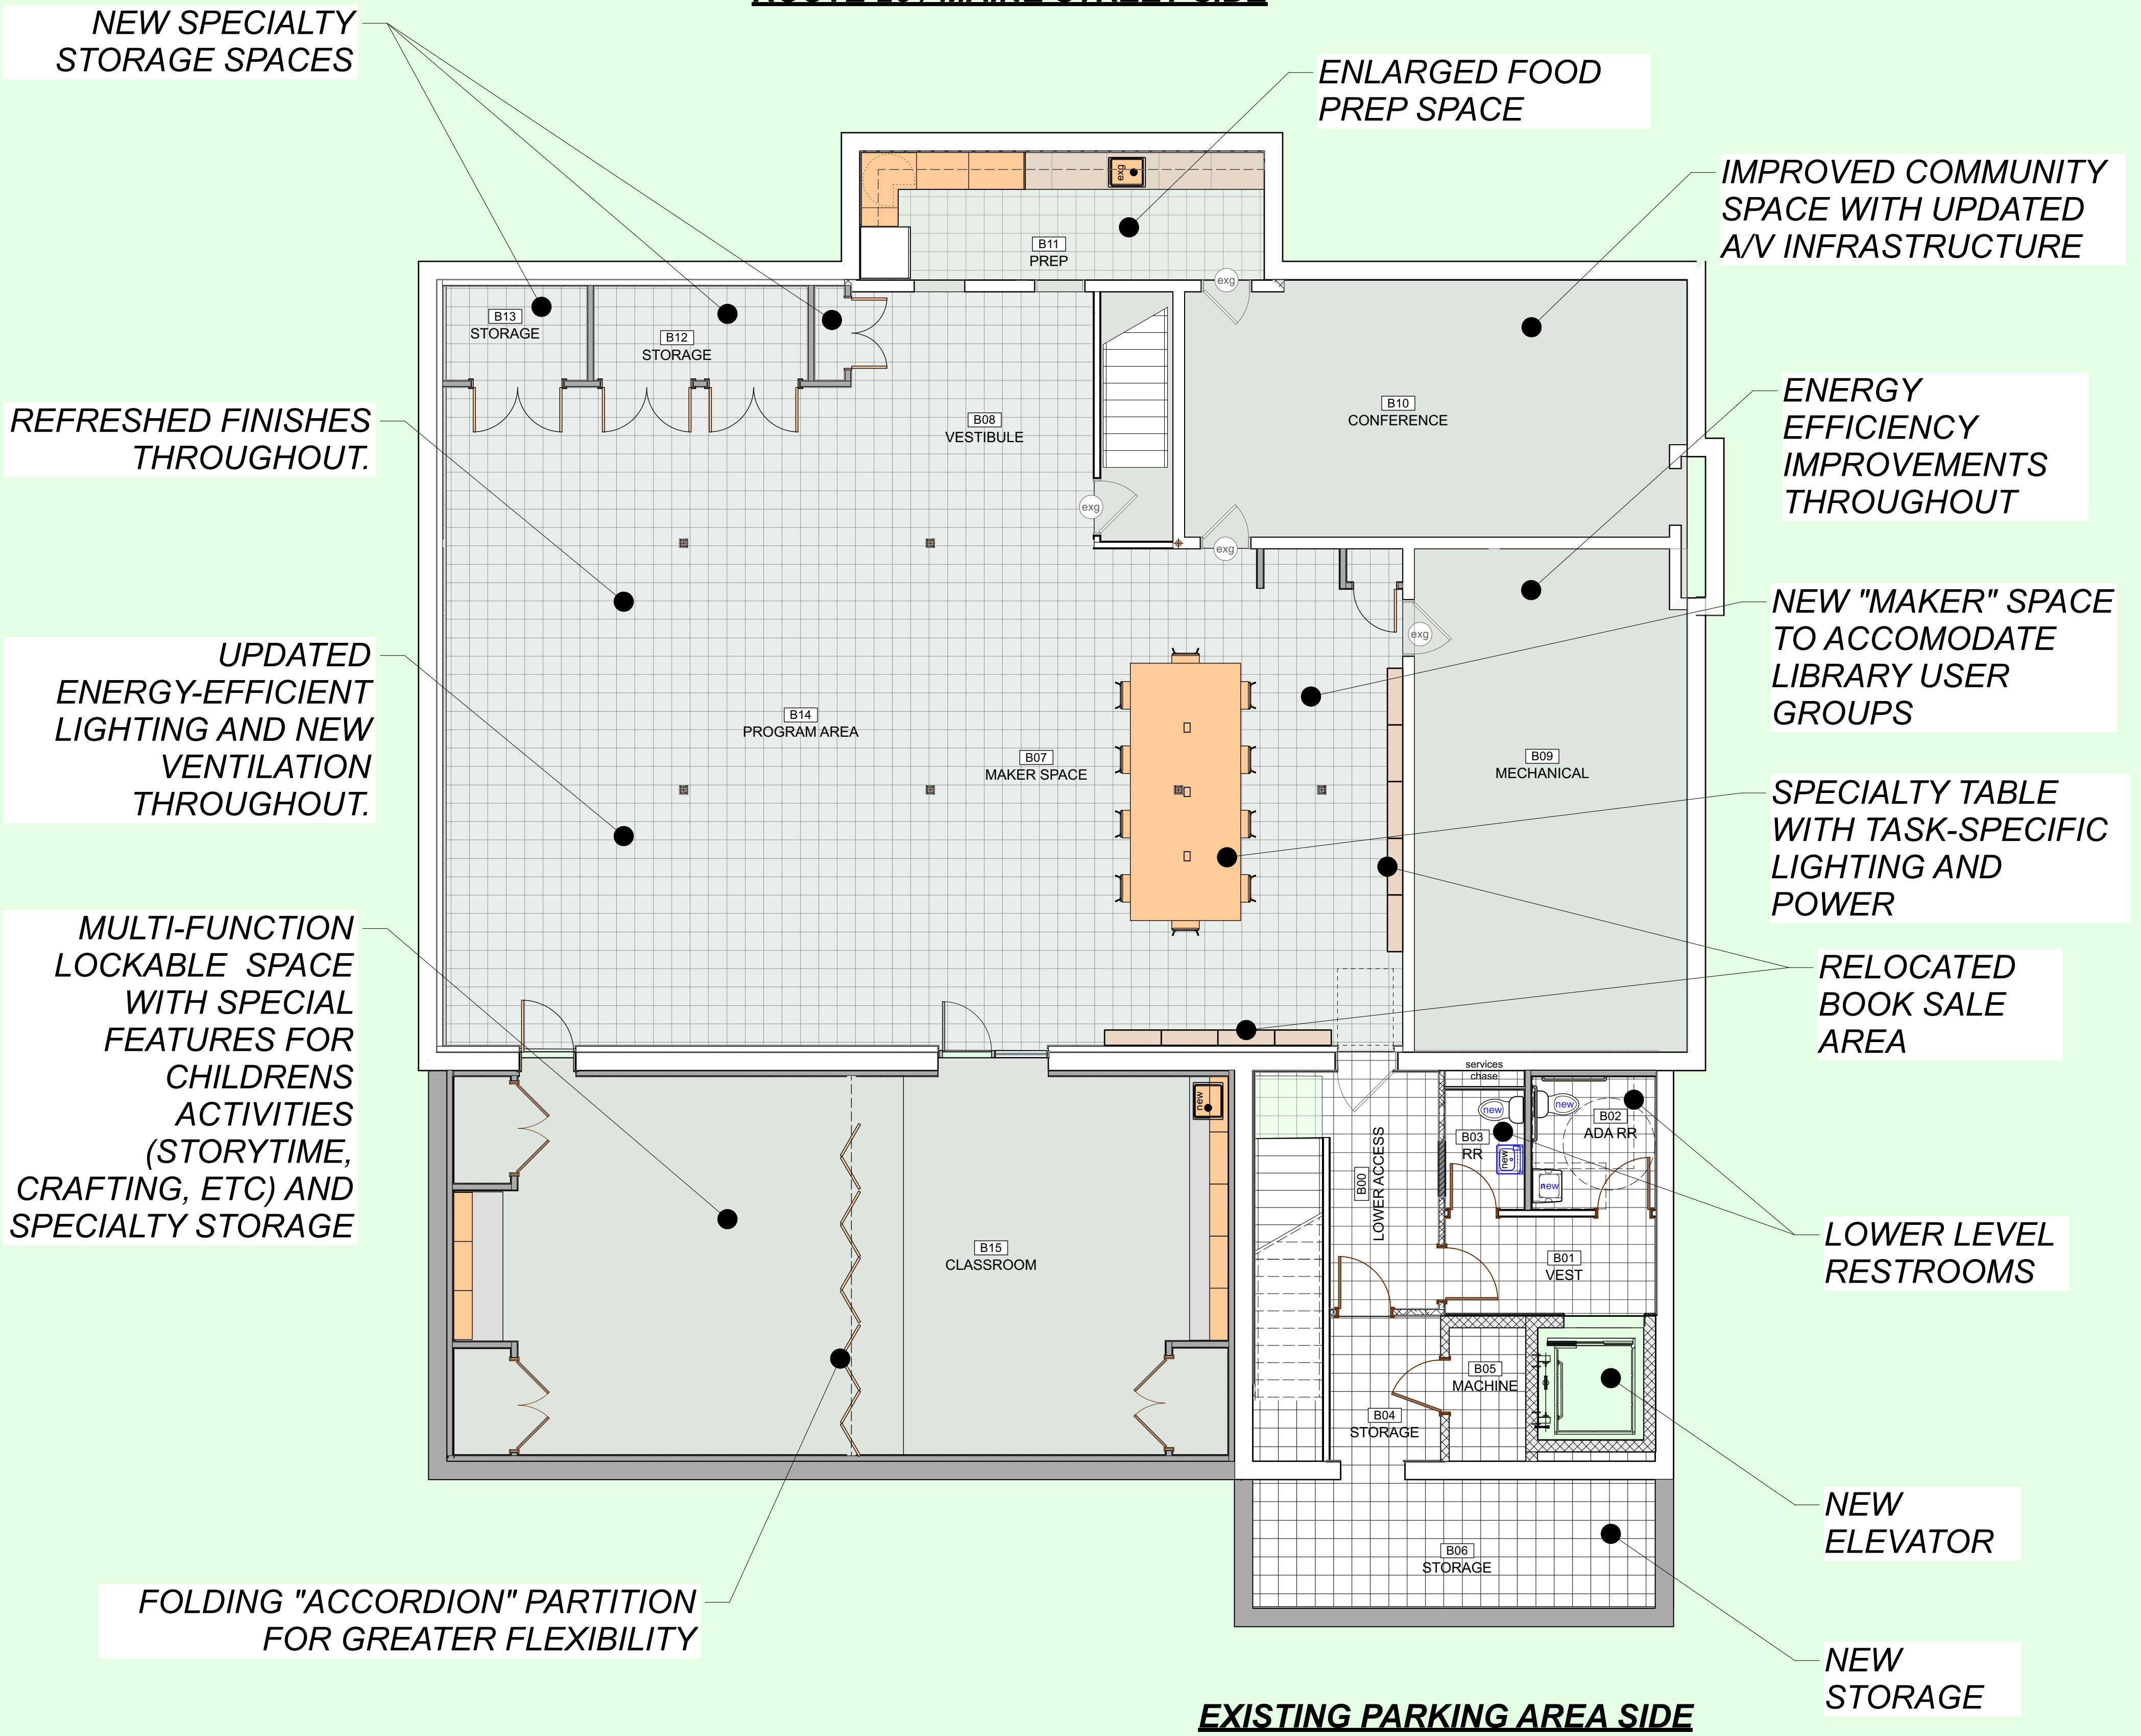 NEW SPECIALTY
STORAGE SPACES
ENLARGED FOOD
PREP SPACE
IMPROVED COMMUNITY
SPACE WITH UPDATED
A/V INFRASTRUCTURE
exg
B11
PREP
exg
B13
STORAGE
B12
STORAGE
REFRESHED FINISHES
THROUGHOUT.
B08
VESTIBULE
B10
CONFERENCE
ENERGY
EFFICIENCY
IMPROVEMENTS
THROUGHOUT
exg
exg
exg
NEW "MAKER" SPACE
TO ACCOMODATE
LIBRARY USER
GROUPS
UPDATED
ENERGY-EFFICIENT
LIGHTING AND NEW
VENTILATION
THROUGHOUT.
B14
PROGRAM AREA
B07
MAKER SPACE
B09
MECHANICAL
SPECIALTY TABLE
WITH TASK-SPECIFIC
LIGHTING AND
POWER
MULTI-FUNCTION
LOCKABLE  SPACE
WITH SPECIAL
FEATURES FOR
CHILDRENS
ACTIVITIES
(STORYTIME,
CRAFTING, ETC) AND
SPECIALTY STORAGE
RELOCATED
BOOK SALE
AREA
services
chase
new
new
new
B02
ADA RR
B03
RR
new
new
B00
LOWER ACCESS
LOWER LEVEL
RESTROOMS
B15
CLASSROOM
B01
VEST
B05
MACHINE
B04
STORAGE
NEW
ELEVATOR
B06
STORAGE
FOLDING "ACCORDION" PARTITION
FOR GREATER FLEXIBILITY
NEW
STORAGE
EXISTING PARKING AREA SIDE